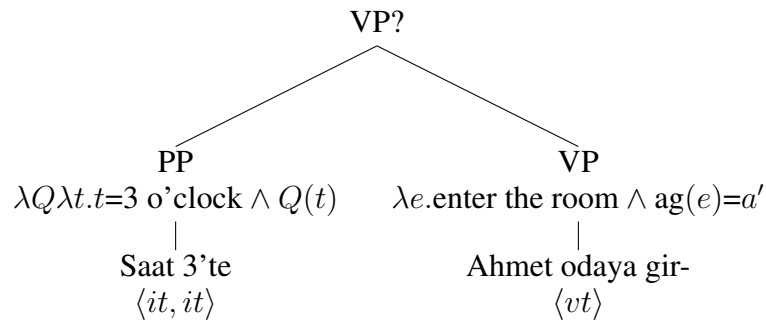 VP?
PP VP
λQλt.t=3 o'clock ∧ Q(t) λe.enter the room ∧ ag(e)=a′
Saat 3'te Ahmet odaya gir-
⟨it, it⟩ ⟨vt⟩